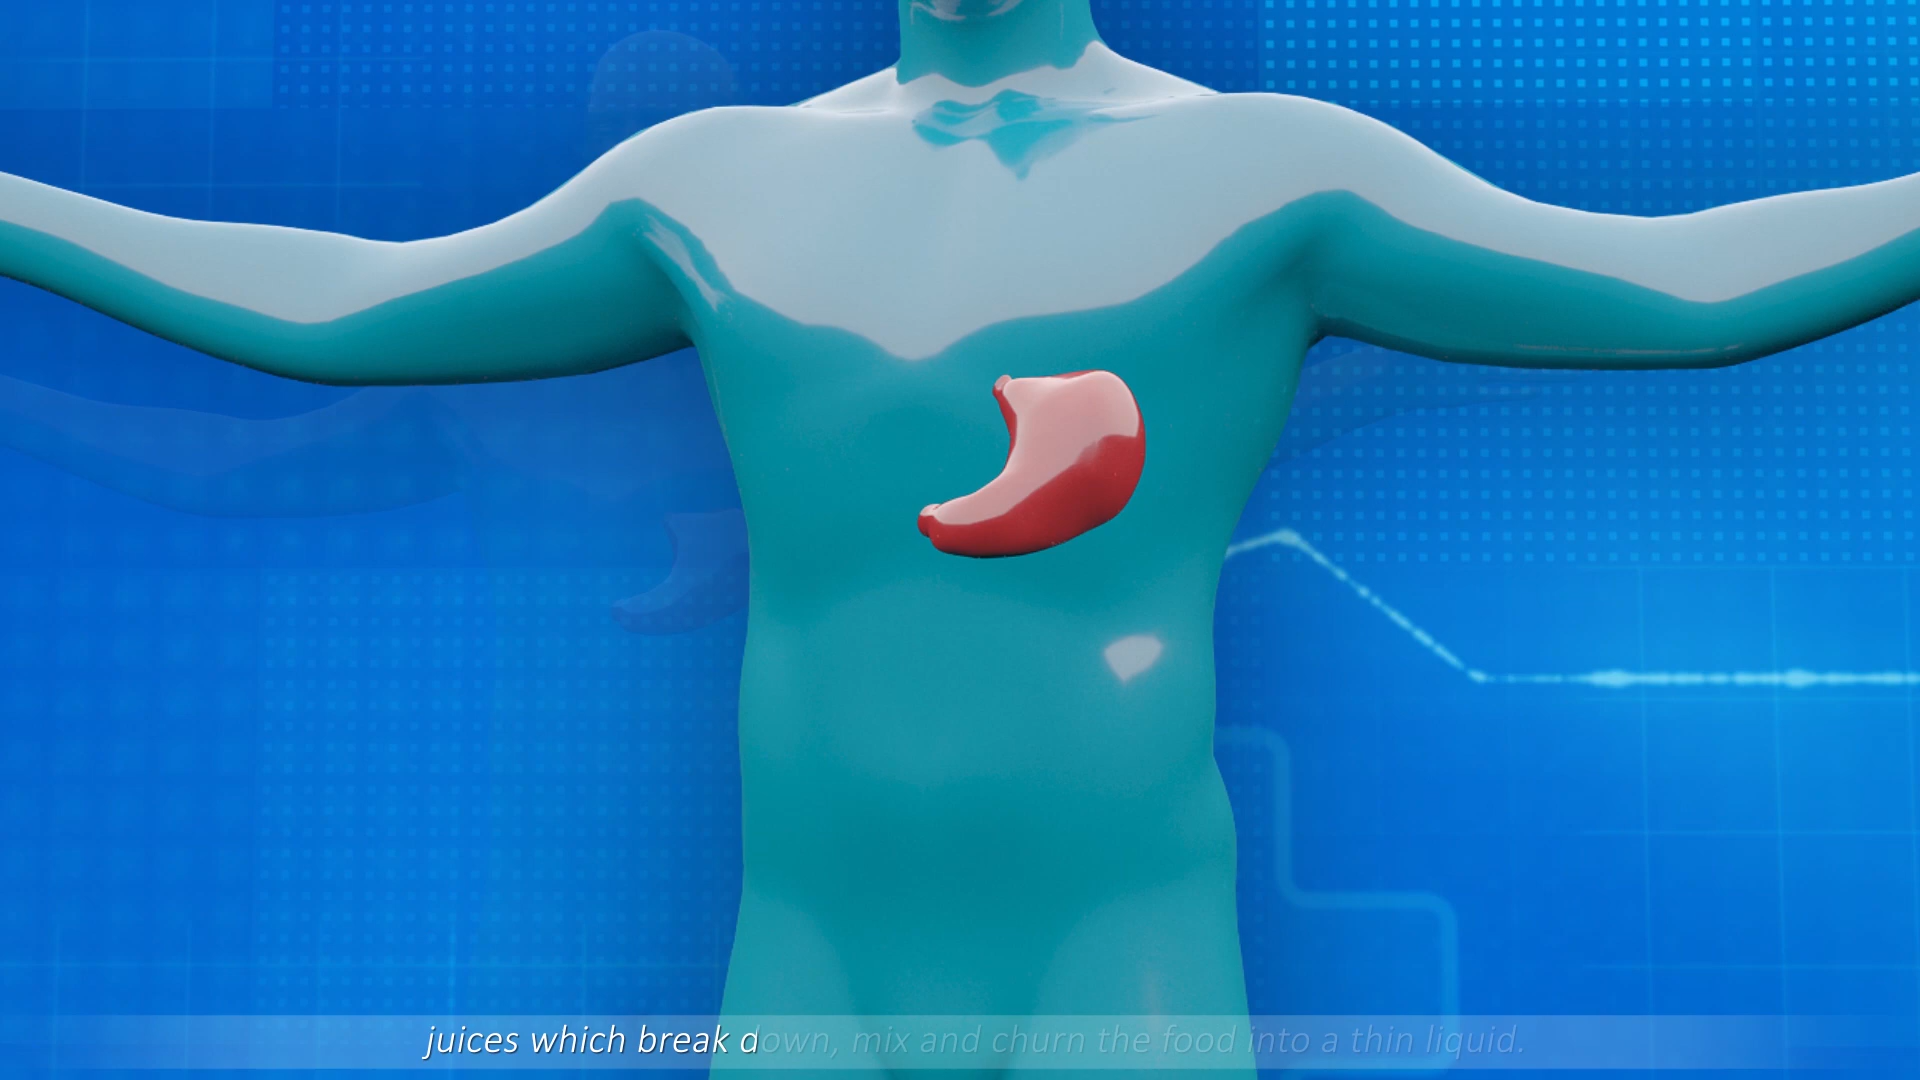 juices which break down, mix and churn the food into a thin liquid.